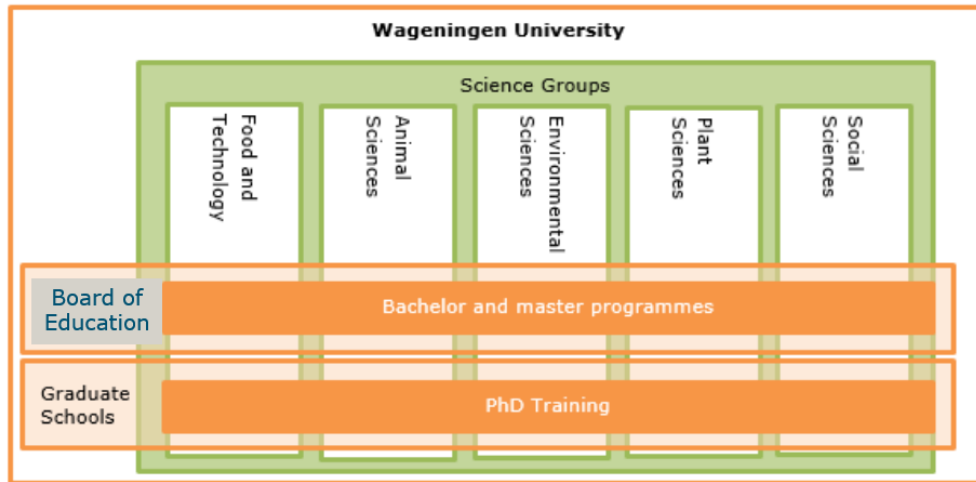 Wageningen University
Science Groups
Food and
Technology
Animal
Sciences
Environmental
Sciences
Plant
Sciences
Social
Sciences
Board of
Education
Bachelor and master programmes
Graduate
Schools
PhD Training